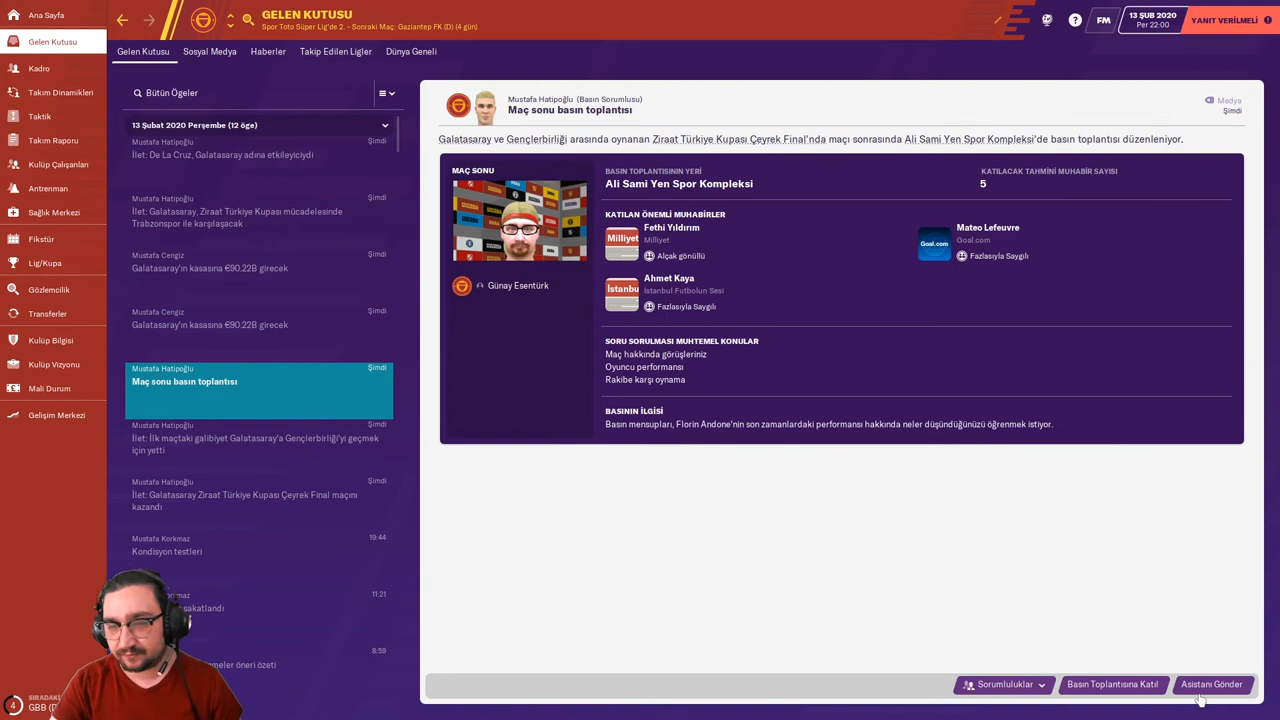 Ana Sayfa
Gelen Kutusu
Kadro
Takım Dinamikleri
Taktik
Takım Raporu
Kulüp Çalışanları
Antrenman
Sağlık Merkezi
Fikstür
Lig/Kupa
Gözlemcilik
Transferler
Kulüp Bilgisi
Kulüp Vizyonu
Mali Durum
Gelişim Merkezi
4
GBB (D
GELEN KUTUSU
Spor Toto Süper Lig'de 2. - Sonraki Maç: Gaziantep FK (D) (4 gün)
FM
13 ŞUB 2020
Per 22:00
YANIT VERİLMELİ
Gelen Kutusu Sosyal Medya Haberler Takip Edilen Ligler Dünya Geneli
Bütün Ögeler
13 Şubat 2020 Perşembe (12 öge)
Mustafa Hatipoğlu Şimdi
İlet: De La Cruz, Galatasaray adına etkileyiciydi
Mustafa Hatipoğlu Şimdi
İlet: Galatasaray, Ziraat Türkiye Kupası mücadelesinde
Trabzonspor ile karşılaşacak
Mustafa Cengiz Şimdi
Galatasaray'ın kasasına €90.22B girecek
Mustafa Cengiz Şimdi
Galatasaray'ın kasasına €90.22B girecek
Mustafa Hatipoğlu Şimdi
Maç sonu basın toplantısı
Mustafa Hatipoğlu Şimdi
İlet: İlk maçtaki galibiyet Galatasaray'a Gençlerbirliği'yi geçmek
için yetti
Mustafa Hatipoğlu Şimdi
İlet: Galatasaray Ziraat Türkiye Kupası Çeyrek Final maçını
kazandı
Mustafa Korkmaz 19:44
Kondisyon testleri
11:21
sakatlandı
8:59
öneri özeti
Mustafa Hatipoğlu (Basın Sorumlusu)
Maç sonu basın toplantısı
Medya
Şimdi
Galatasaray ve Gençlerbirliği arasında oynanan Ziraat Türkiye Kupası Çeyrek Final'nda maçı sonrasında Ali Sami Yen Spor Kompleksi'de basın toplantısı düzenleniyor.
MAÇ SONU
Günay Esentürk
BASIN TOPLANTISININ YERİ
Ali Sami Yen Spor Kompleksi
KATILACAK TAHMİNİ MUHABİR SAYISI
5
KATILAN ÖNEMLİ MUHABİRLER
Milliyet
Fethi Yıldırım
Milliyet
Alçak gönüllü
Goal.com
Mateo Lefeuvre
Goal.com
Fazlasıyla Saygılı
İstanbu
Ahmet Kaya
İstanbul Futbolun Sesi
Fazlasıyla Saygılı
SORU SORULMASI MUHTEMEL KONULAR
Maç hakkında görüşleriniz
Oyuncu performansı
Rakibe karşı oynama
BASININ İLGİSİ
Basın mensupları, Florin Andone'nin son zamanlardaki performansı hakkında neler düşündüğünüzü öğrenmek istiyor.
Sorumluluklar
Basın Toplantısına Katıl
Asistanı Gönder